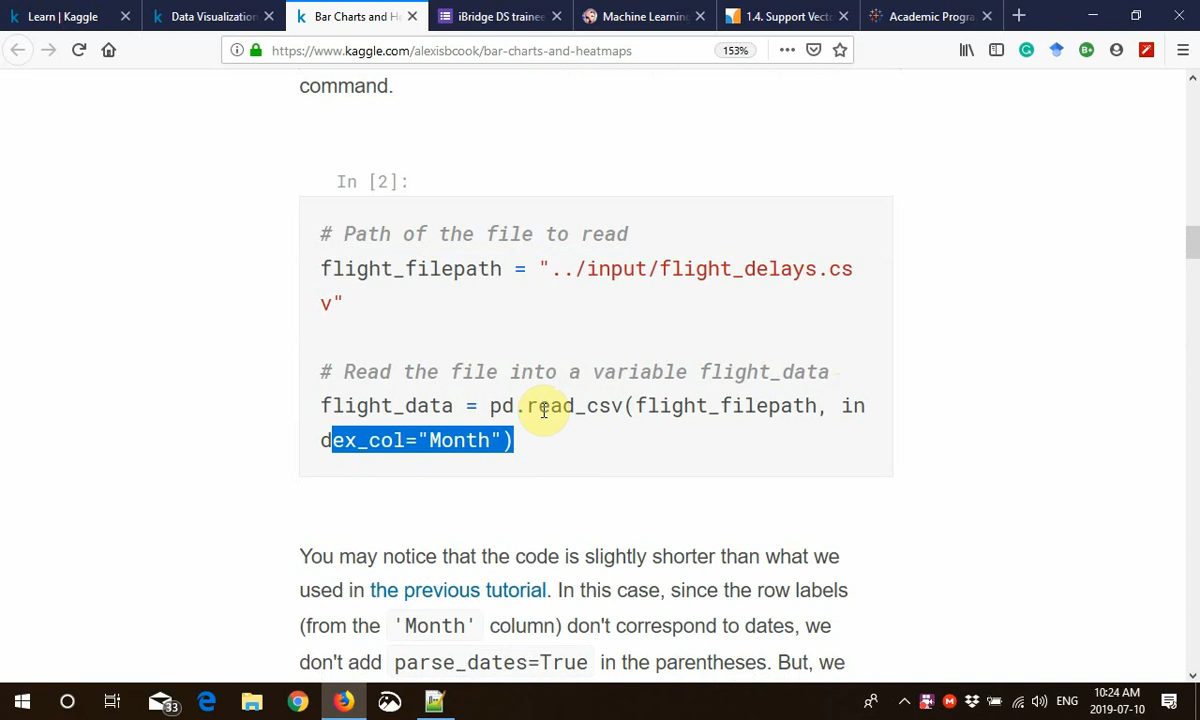 Learn | Kaggle
Data Visualization
Bar Charts and He
iBridge DS trainee
Machine Learning
1.4. Support Vecto
Academic Progra
https://www.kaggle.com/alexisbcook/bar-charts-and-heatmaps
153%
command.
In [2]:
# Path of the file to read
flight_filepath = "../input/flight_delays.cs
v"
# Read the file into a variable flight_data
flight_data = pd.read_csv(flight_filepath, in
dex_col="Month")
You may notice that the code is slightly shorter than what we
used in the previous tutorial. In this case, since the row labels
(from the 'Month' column) don't correspond to dates, we
don't add parse_dates=True in the parentheses. But, we
33
ENG
10:24 AM
2019-07-10